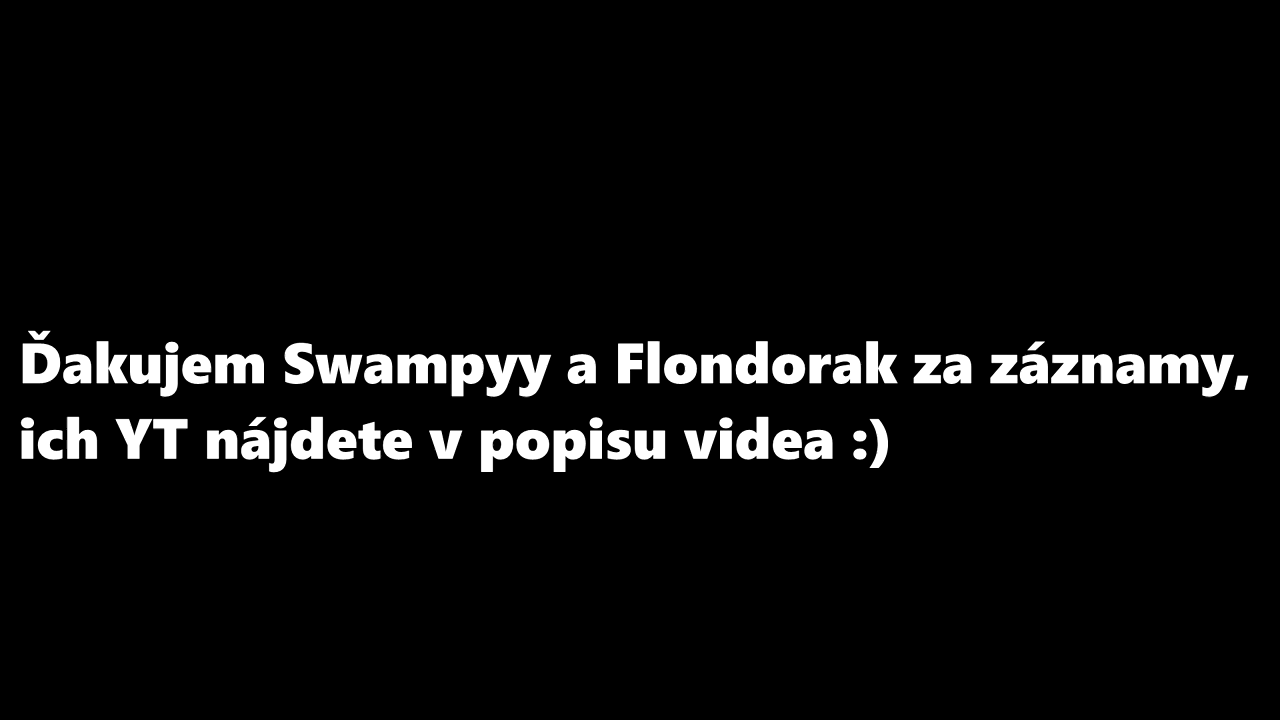 Ďakujem Swampyy a Flondorak za záznamy,
ich YT nájdete v popisu videa :)